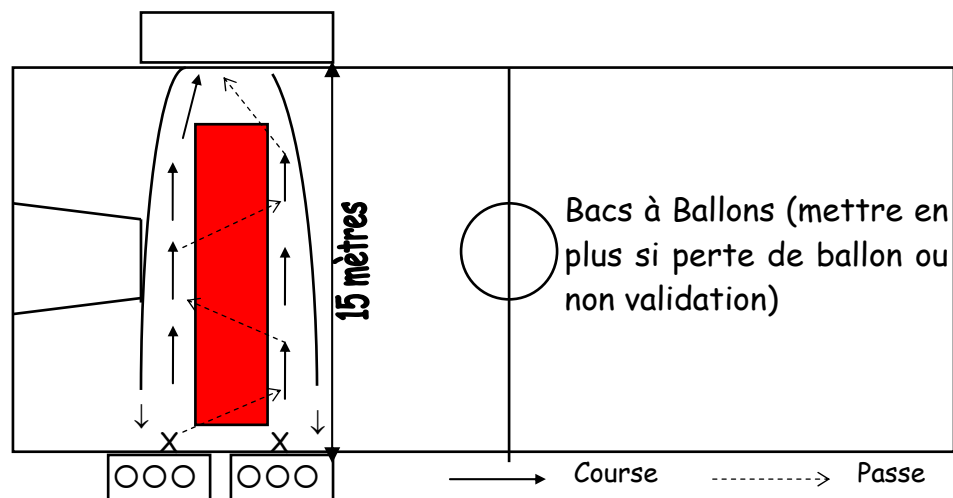 15 mètres
Bacs à Ballons (mettre en
plus si perte de ballon ou
non validation)
X X
Course Passe